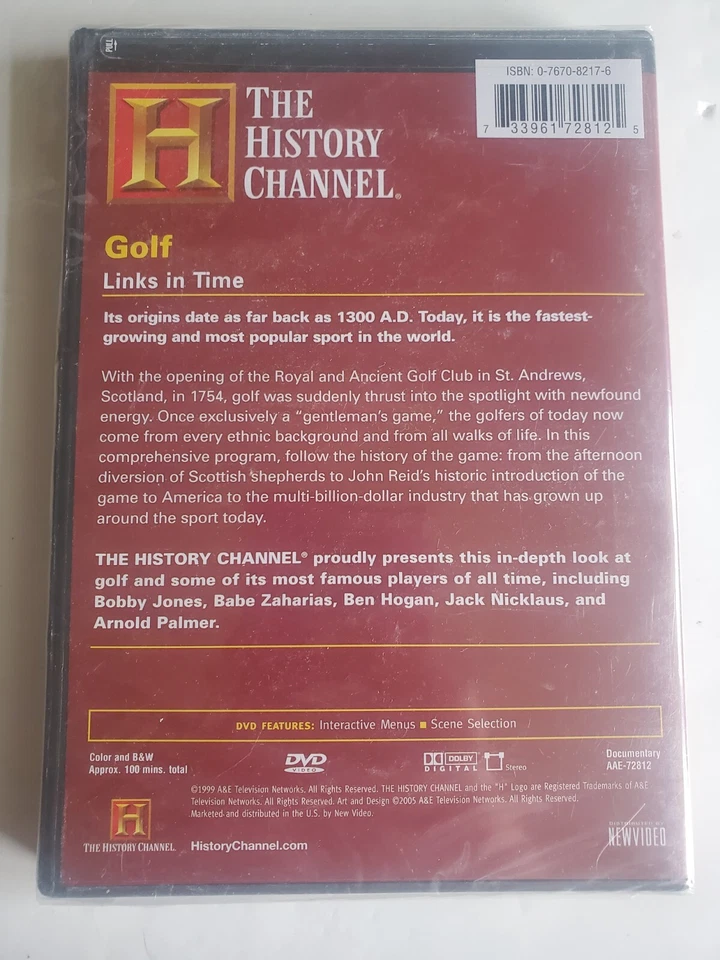 PULL
ISBN: 0-7670-8217-6
7 33961 72812 5
H
THE
HISTORY
CHANNEL®
Golf
Links in Time
Its origins date as far back as 1300 A.D. Today, it is the fastest-
growing and most popular sport in the world.
With the opening of the Royal and Ancient Golf Club in St. Andrews,
Scotland, in 1754, golf was suddenly thrust into the spotlight with newfound
energy. Once exclusively a "gentleman's game," the golfers of today now
come from every ethnic background and from all walks of life. In this
comprehensive program, follow the history of the game: from the afternoon
diversion of Scottish shepherds to John Reid's historic introduction of the
game to America to the multi-billion-dollar industry that has grown up
around the sport today.
THE HISTORY CHANNEL® proudly presents this in-depth look at
golf and some of its most famous players of all time, including
Bobby Jones, Babe Zaharias, Ben Hogan, Jack Nicklaus, and
Arnold Palmer.
DVD FEATURES: Interactive Menus ■ Scene Selection
Color and B&W
Approx. 100 mins. total
DVD
VIDEO
DOLBY
DIGITAL
Stereo
Documentary
AAE-72812
©1999 A&E Television Networks. All Rights Reserved. THE HISTORY CHANNEL and the "H" Logo are Registered Trademarks of A&E
Television Networks. All Rights Reserved. Art and Design ©2005 A&E Television Networks. All Rights Reserved.
Marketed and distributed in the U.S. by New Video.
H
THE HISTORY CHANNEL
HistoryChannel.com
DISTRIBUTED BY
NEWVIDEO